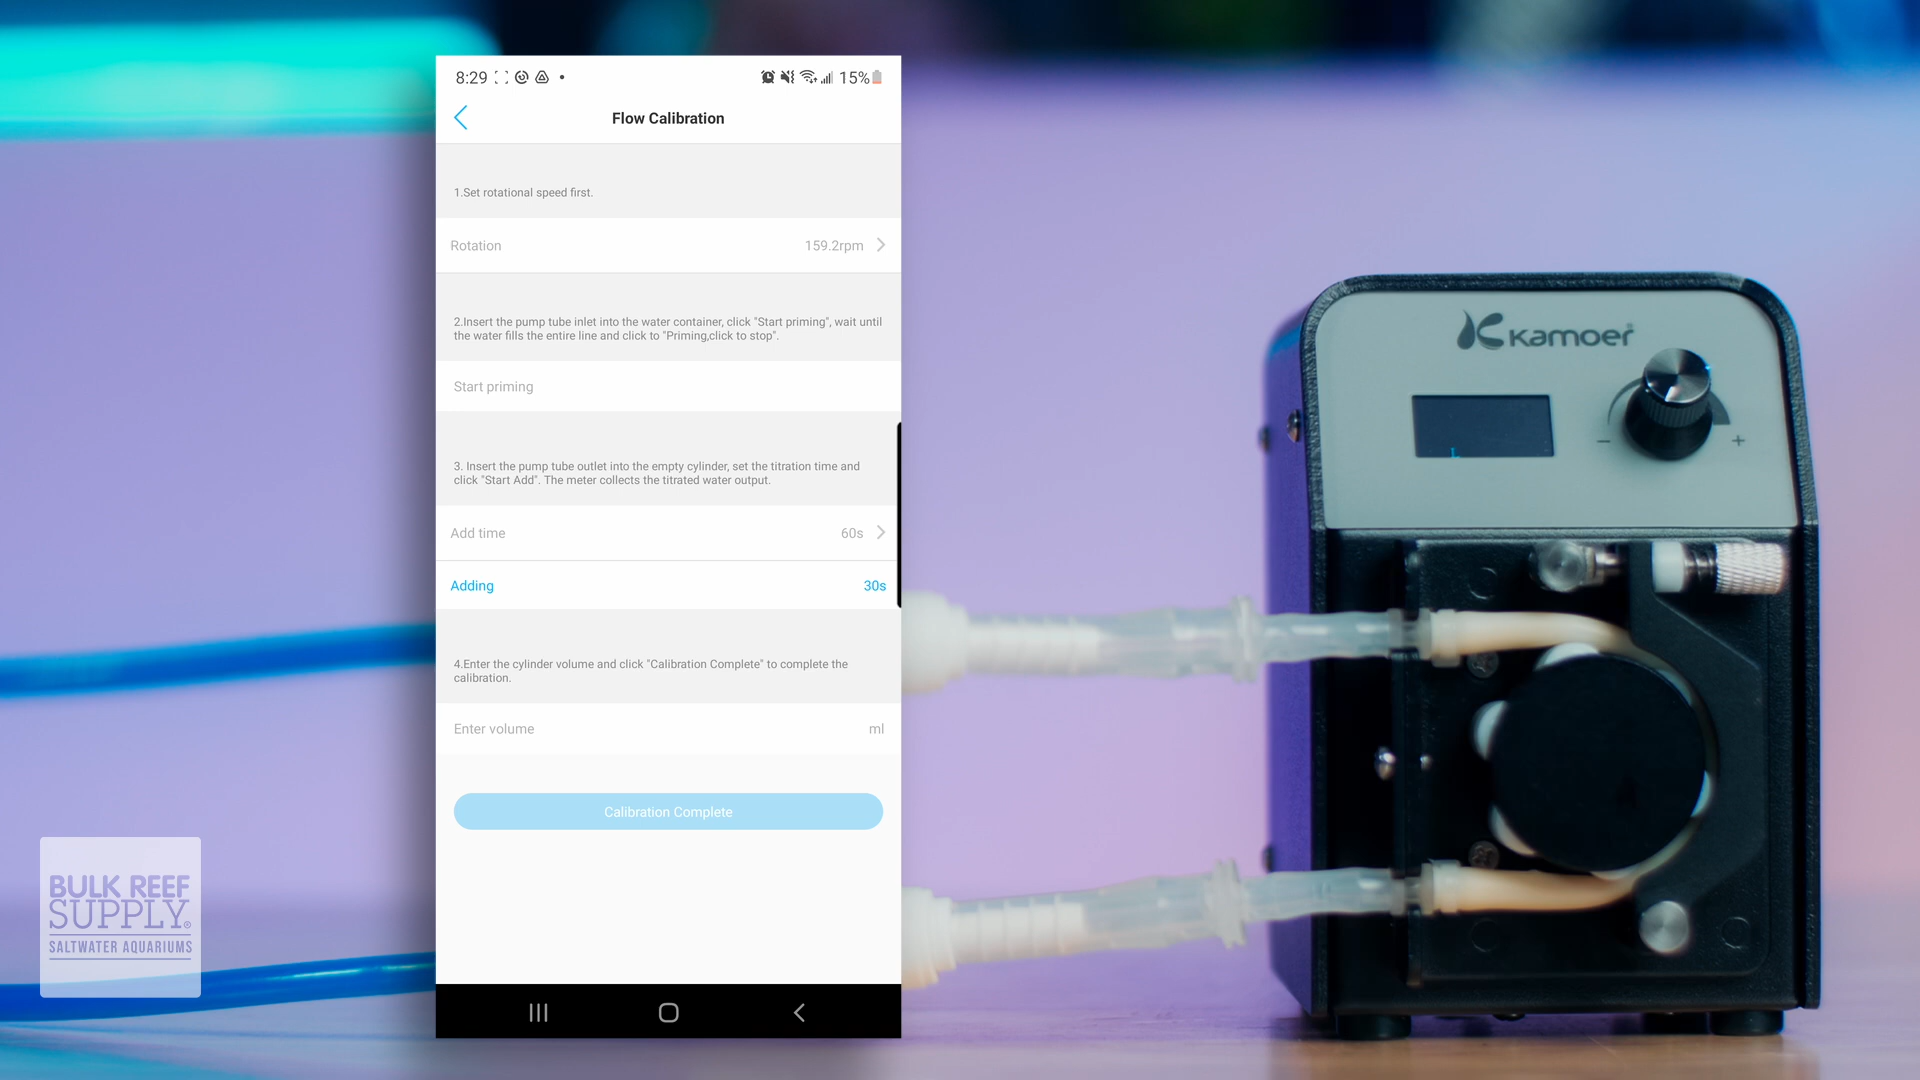 8:29
15%
Flow Calibration
1.Set rotational speed first.
Rotation
159.2rpm
2.Insert the pump tube inlet into the water container, click "Start priming", wait until
the water fills the entire line and click to "Priming,click to stop".
Start priming
3. Insert the pump tube outlet into the empty cylinder, set the titration time and
click "Start Add". The meter collects the titrated water output.
Add time
60s
Adding
30s
4.Enter the cylinder volume and click "Calibration Complete" to complete the
calibration.
Enter volume
ml
Calibration Complete
kamoer®
− +
BULK REEF
SUPPLY®
SALTWATER AQUARIUMS